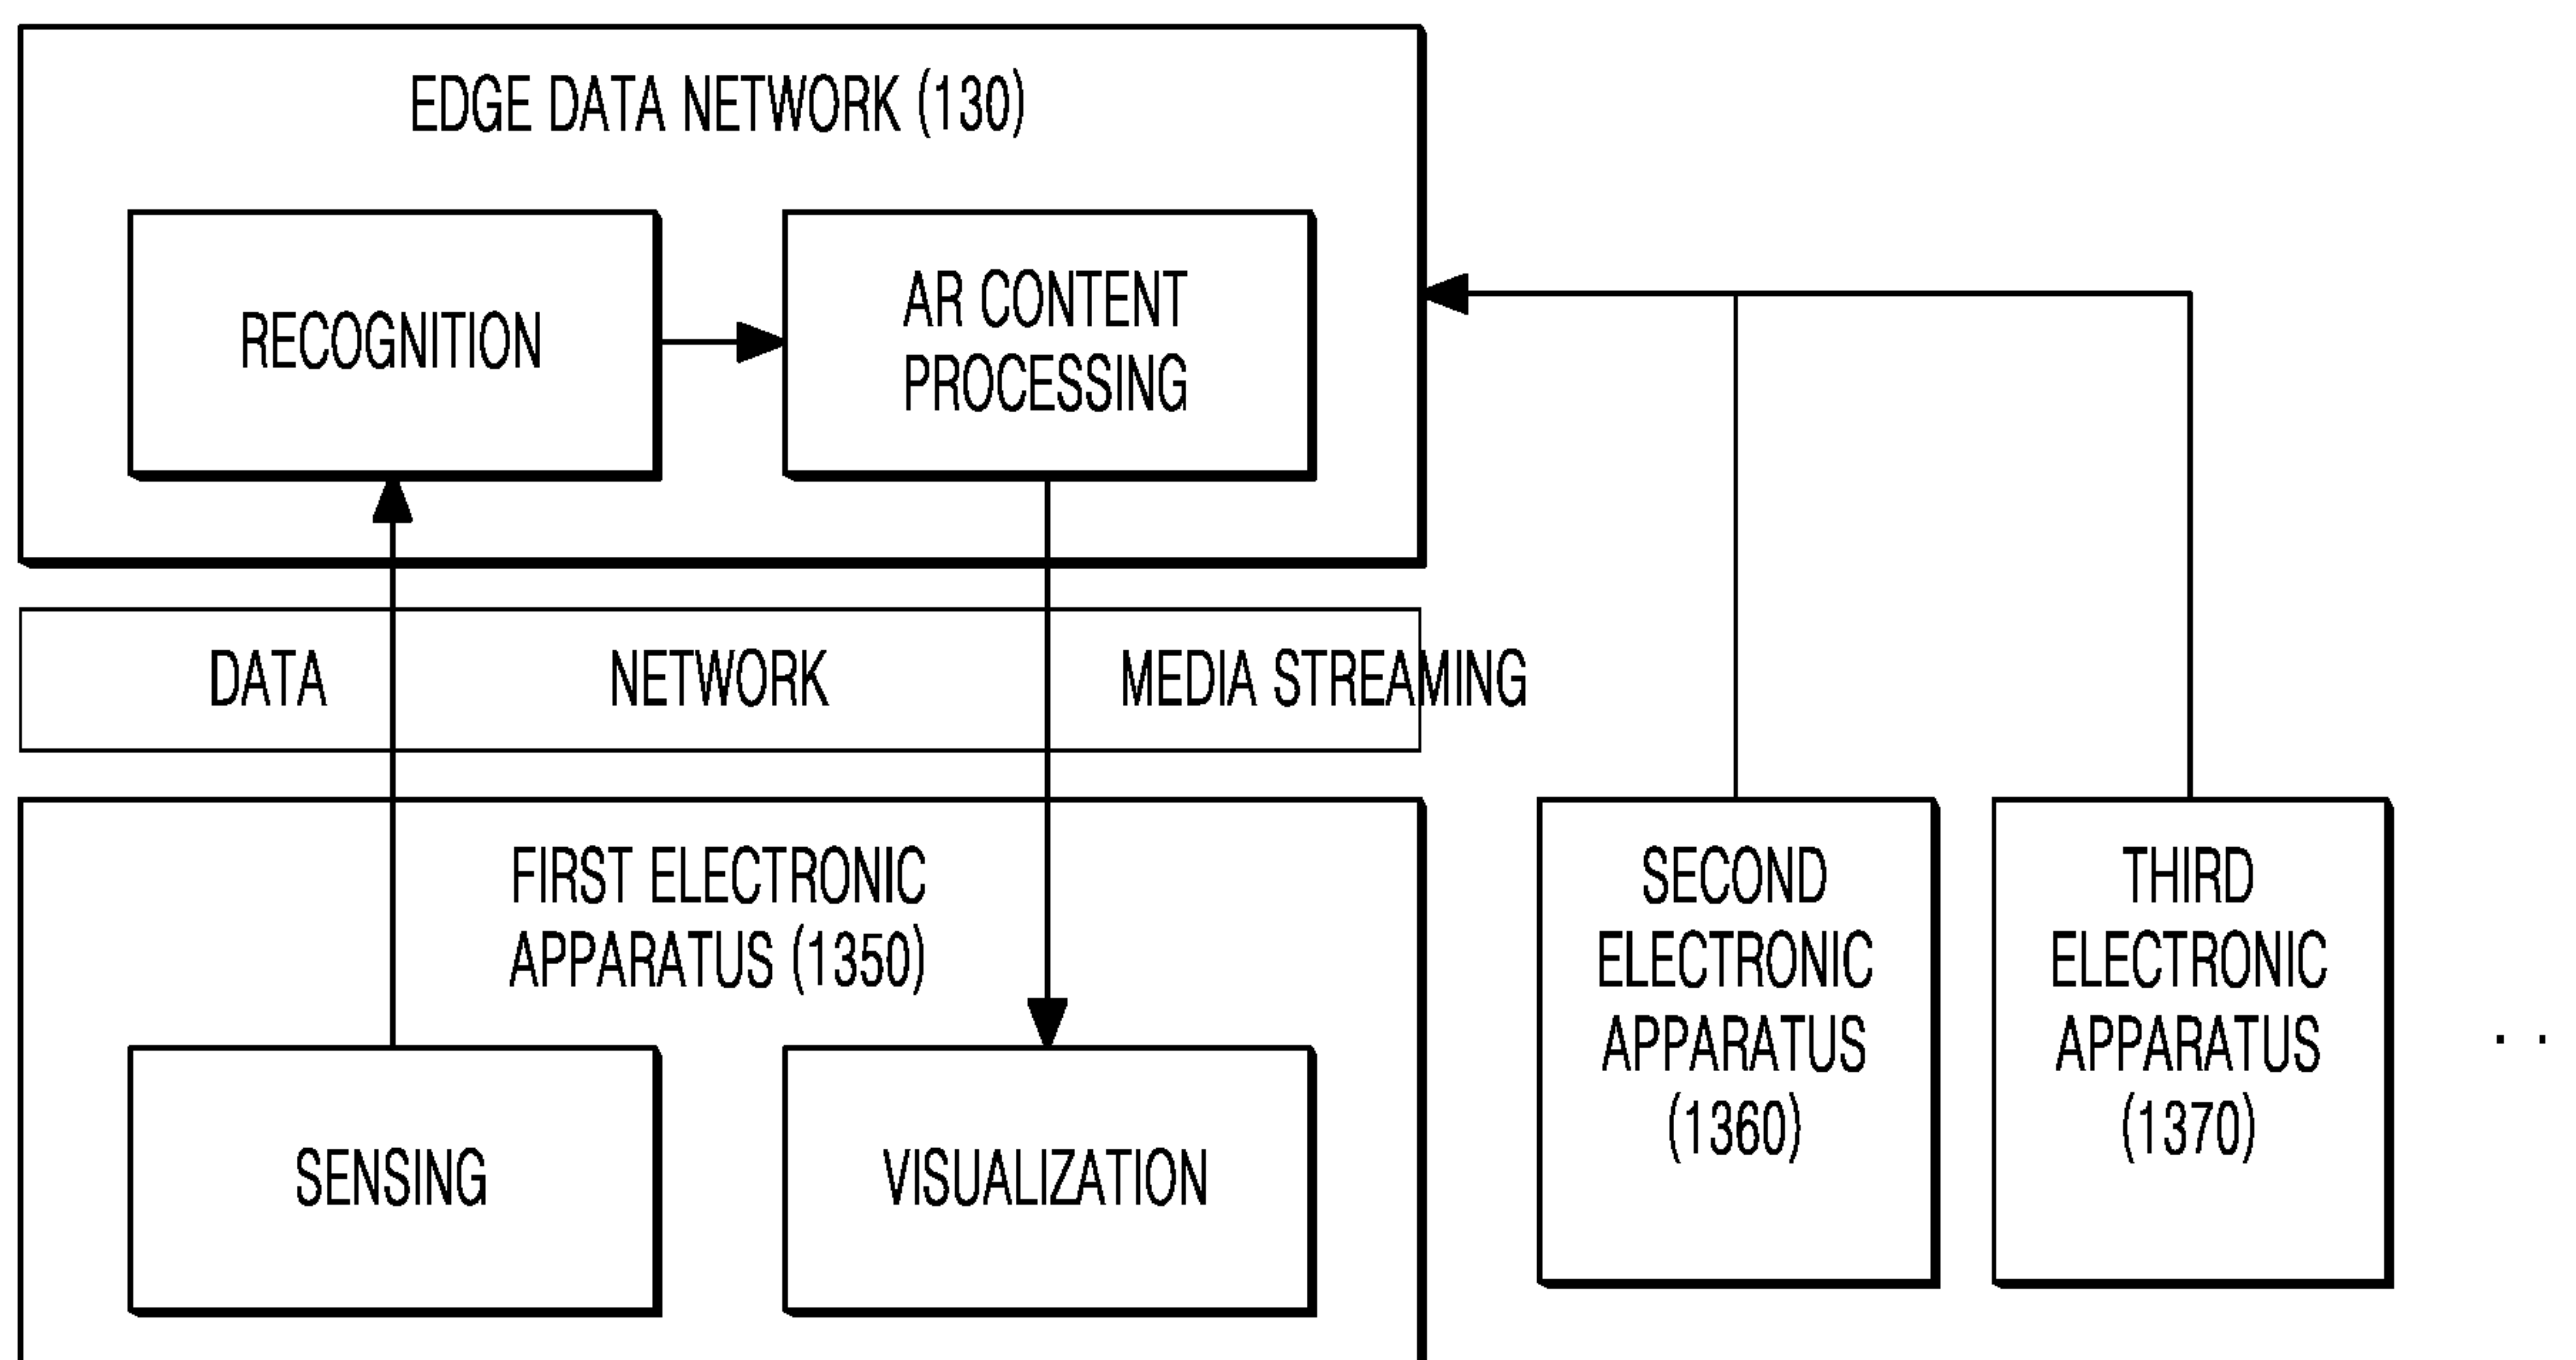 EDGE DATA NETWORK (130)
RECOGNITION
AR CONTENT
PROCESSING
DATA
NETWORK
MEDIA STREAMING
FIRST ELECTRONIC
APPARATUS (1350)
SENSING
VISUALIZATION
SECOND
ELECTRONIC
APPARATUS
(1360)
THIRD
ELECTRONIC
APPARATUS
(1370)
. .